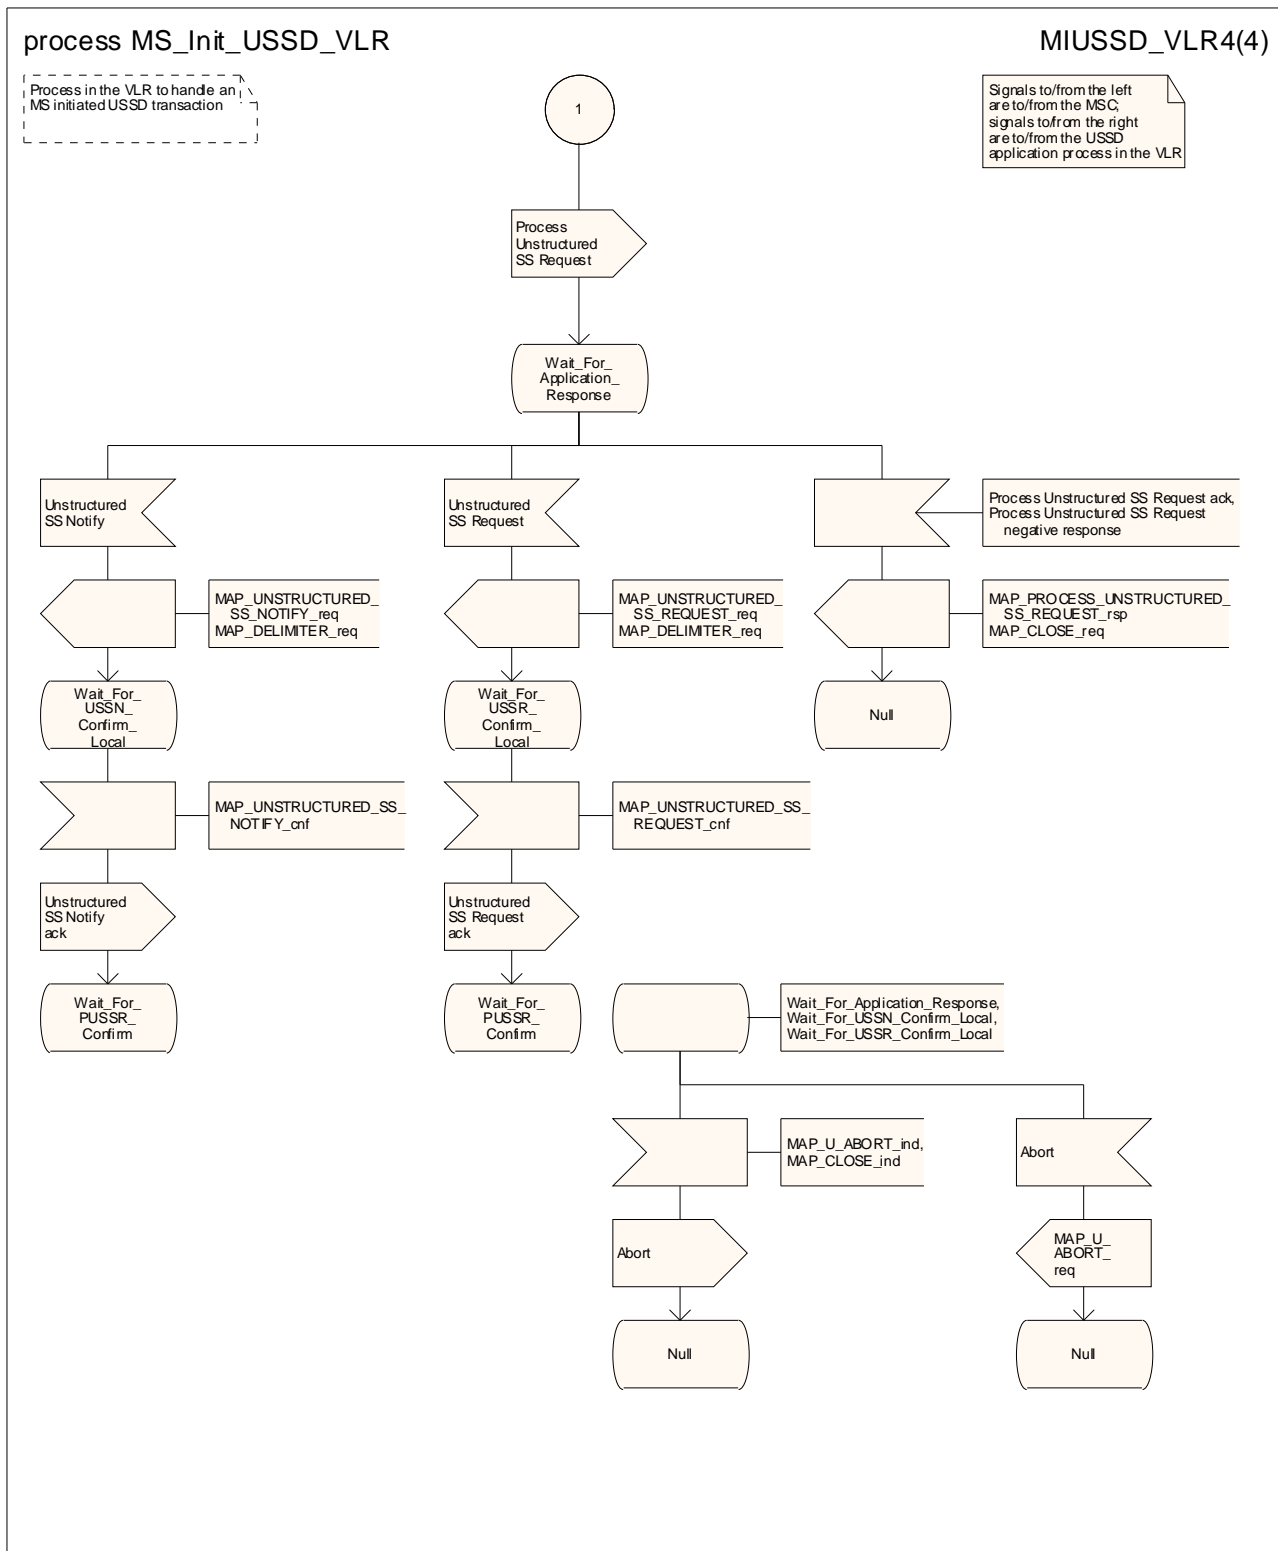 process MS_Init_USSD_VLR
MIUSSD_VLR4(4)
Process in the VLR to handle an
MS initiated USSD transaction
Signals to/from the left
are to/from the MSC;
signals to/from the right
are to/from the USSD
application process in the VLR
1
Process
Unstructured
SS Request
Wait_For_
Application_
Response
Unstructured
SS Notify
Unstructured
SS Request
Process Unstructured SS Request ack,
Process Unstructured SS Request
negative response
MAP_UNSTRUCTURED_
SS_NOTIFY_req
MAP_DELIMITER_req
MAP_UNSTRUCTURED_
SS_REQUEST_req
MAP_DELIMITER_req
MAP_PROCESS_UNSTRUCTURED_
SS_REQUEST_rsp
MAP_CLOSE_req
Wait_For_
USSN_
Confirm_
Local
Wait_For_
USSR_
Confirm_
Local
Null
MAP_UNSTRUCTURED_SS_
NOTIFY_cnf
MAP_UNSTRUCTURED_SS_
REQUEST_cnf
Unstructured
SS Notify
ack
Unstructured
SS Request
ack
Wait_For_
PUSSR_
Confirm
Wait_For_
PUSSR_
Confirm
Wait_For_Application_Response,
Wait_For_USSN_Confirm_Local,
Wait_For_USSR_Confirm_Local
MAP_U_ABORT_ind,
MAP_CLOSE_ind
Abort
Abort
MAP_U_
ABORT_
req
Null
Null